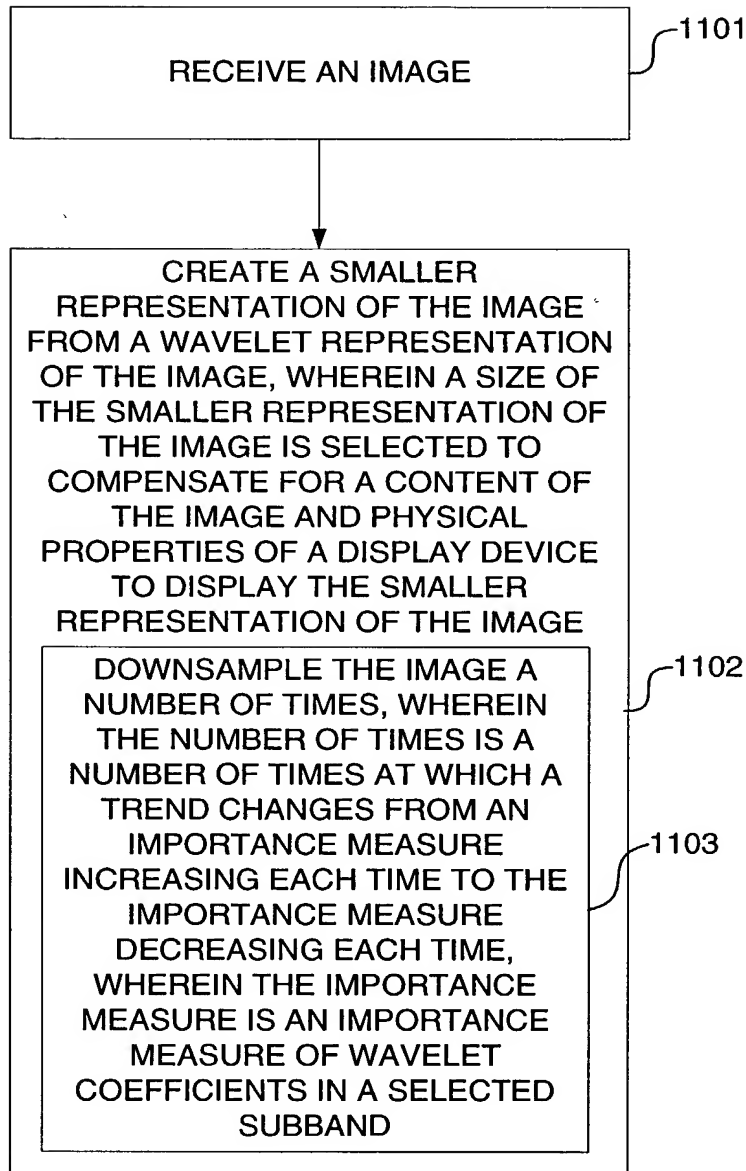 1101
RECEIVE AN IMAGE
CREATE A SMALLER
REPRESENTATION OF THE IMAGE
FROM A WAVELET REPRESENTATION
OF THE IMAGE, WHEREIN A SIZE OF
THE SMALLER REPRESENTATION OF
THE IMAGE IS SELECTED TO
COMPENSATE FOR A CONTENT OF
THE IMAGE AND PHYSICAL
PROPERTIES OF A DISPLAY DEVICE
TO DISPLAY THE SMALLER
REPRESENTATION OF THE IMAGE
1102
DOWNSAMPLE THE IMAGE A
NUMBER OF TIMES, WHEREIN
THE NUMBER OF TIMES IS A
NUMBER OF TIMES AT WHICH A
TREND CHANGES FROM AN
IMPORTANCE MEASURE
INCREASING EACH TIME TO THE
IMPORTANCE MEASURE
DECREASING EACH TIME,
WHEREIN THE IMPORTANCE
MEASURE IS AN IMPORTANCE
MEASURE OF WAVELET
COEFFICIENTS IN A SELECTED
SUBBAND
1103